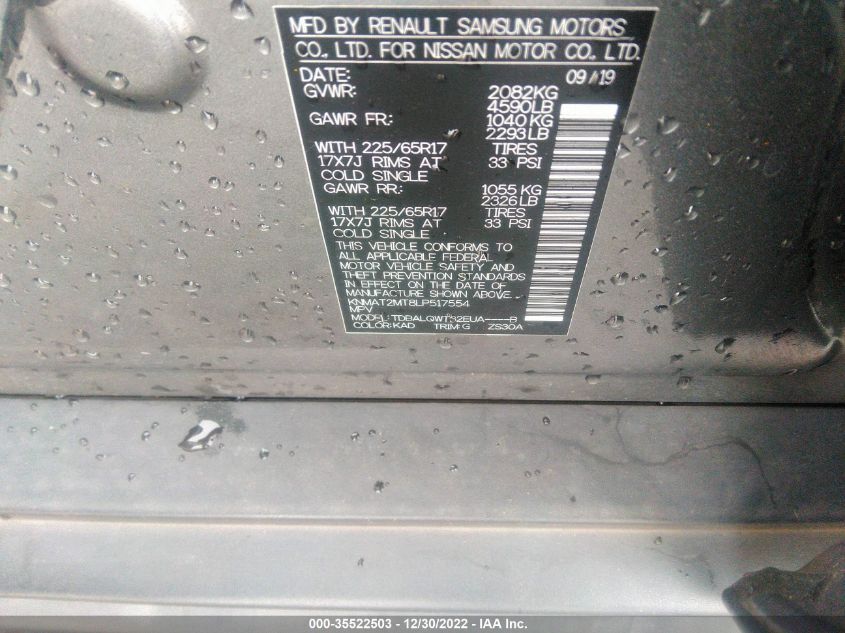 MFD BY RENAULT SAMSUNG MOTORS
CO., LTD. FOR NISSAN MOTOR CO., LTD.
DATE: 09/19
GVWR: 2082KG
4590LB
GAWR FR: 1040KG
2293LB
WITH 225/65R17 TIRES
17X7J RIMS AT 33 PSI
COLD SINGLE
GAWR RR: 1055 KG
2326LB
WITH 225/65R17 TIRES
17X7J RIMS AT 33 PSI
COLD SINGLE
THIS VEHICLE CONFORMS TO
ALL APPLICABLE FEDERAL
MOTOR VEHICLE SAFETY AND
THEFT PREVENTION STANDARDS
IN EFFECT ON THE DATE OF
MANUFACTURE SHOWN ABOVE.
KNMAT2MT8LP517554
MPV
MODEL: TDBALQWT32EUA----B
COLOR:KAD TRIM:G ZS30A
000-35522503 - 12/30/2022 - IAA Inc.